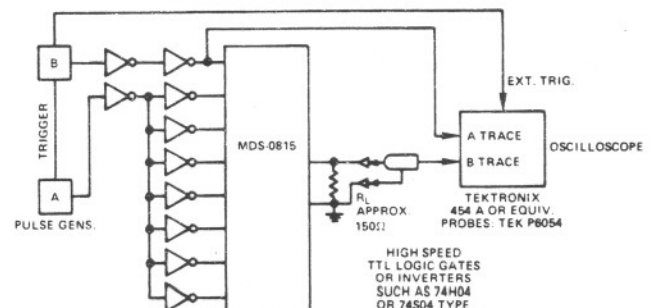 B
EXT. TRIG.
TRIGGER
MDS-0815
A TRACE
B TRACE
OSCILLOSCOPE
A
PULSE GENS.
RL
APPROX.
150Ω
TEKTRONIX
454 A OR EQUIV.
PROBES: TEK P6054
HIGH SPEED
TTL LOGIC GATES
OR INVERTERS
SUCH AS 74H04
OR 74S04 TYPE